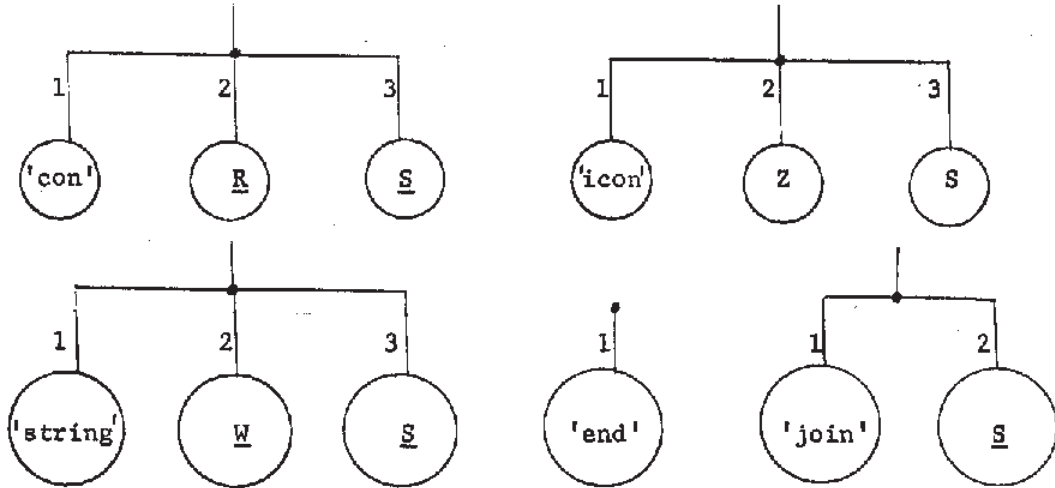 1 2 3 1 2 3
'con' R S 'icon' Z S
1 2 3 1 1 2
'string' W S 'end' 'join' S